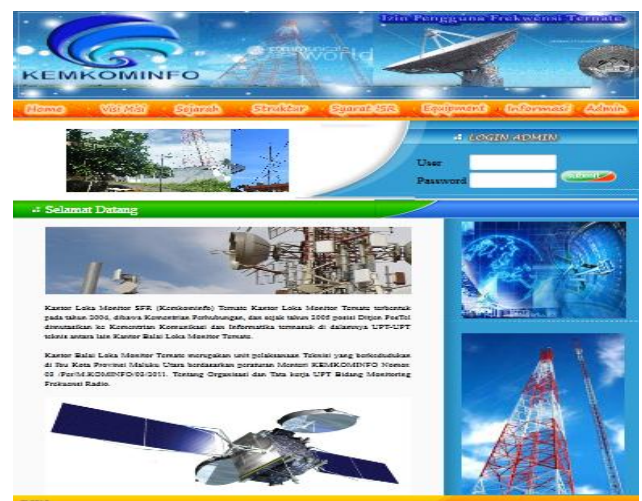 Izin Pengguna Frekwensi Ternate
communicate
world
KEMKOMINFO
Home Visi Misi Sejarah Struktur Syarat ISR Equipment Informasi Admin
LOGIN ADMIN
User
Password
SUBMIT
Selamat Datang
Kantor Loka Monitor SFR (Kemkominfo) Ternate Kantor Loka Monitor Ternate terbentuk
pada tahun 2004, dibawa Kementrian Perhubungan, dan sejak tahun 2006 posisi Ditjen PosTel
dimutasikan ke Kementrian Komunikasi dan Informatika termasuk di dalamnya UPT-UPT
teknis antara lain Kantor Balai Loka Monitor Ternate.
Kantor Balai Loka Monitor Ternate merupakan unit pelaksanaan Teknisi yang berkedudukan
di Ibu Kota Provinsi Maluku Utara berdasarkan peraturan Menteri KEMKOMINFO Nomor:
03 /Per/M.KOMINFO/03/2011. Tentang Organisasi dan Tata kerja UPT Bidang Monitoring
Frekuensi Radio.